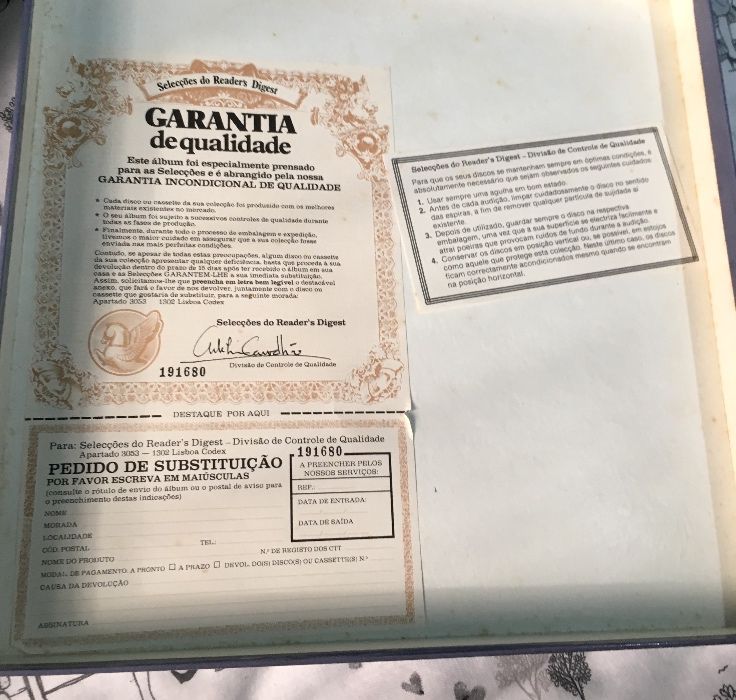 Selecções do Reader's Digest
GARANTIA
de qualidade
Este álbum foi especialmente prensado
para as Selecções e é abrangido pela nossa
GARANTIA INCONDICIONAL DE QUALIDADE
★ Cada disco ou cassette da sua colecção foi produzido com os melhores
materiais existentes no mercado.
★ O seu álbum foi sujeito a sucessivos controles de qualidade durante
todas as fases de produção.
★ Finalmente, durante todo o processo de embalagem e expedição,
tivemos o maior cuidado em assegurar que a sua colecção fosse
enviada nas mais perfeitas condições.
Contudo, se apesar de todas estas preocupações, algum disco ou cassette
da sua colecção apresentar qualquer deficiência, basta que proceda à sua
devolução dentro do prazo de 15 dias após ter recebido o álbum em sua
casa e as Selecções GARANTEM-LHE a sua imediata substituição.
Assim, solicitamos-lhe que preencha em letra bem legível o destacável
anexo, que fará o favor de nos devolver, juntamente com o disco ou
cassette que gostaria de substituir, para a seguinte morada:
Apartado 3053 1302 Lisboa Codex
Selecções do Reader's Digest
Divisão de Controle de Qualidade
191680
DESTAQUE POR AQUI
Para: Selecções do Reader's Digest – Divisão de Controle de Qualidade
Apartado 3053 — 1302 Lisboa Codex
PEDIDO DE SUBSTITUIÇÃO
POR FAVOR ESCREVA EM MAIÚSCULAS
(consulte o rótulo de envio do álbum ou o postal de aviso para
o preenchimento destas indicações)
NOME
MORADA
LOCALIDADE
CÓD. POSTAL TEL.:
NOME DO PRODUTO N.º DE REGISTO DOS CTT
MODAL. DE PAGAMENTO: A PRONTO ☐ A PRAZO ☐ DEVOL. DO(S) DISCO(S) OU CASSETTE(S) N.º
CAUSA DA DEVOLUÇÃO
ASSINATURA
191680
A PREENCHER PELOS
NOSSOS SERVIÇOS:
REF.:
DATA DE ENTRADA:
DATA DE SAÍDA
Selecções do Reader's Digest – Divisão de Controle de Qualidade
Para que os seus discos se mantenham sempre em óptimas condições, é
absolutamente necessário que sejam observados os seguintes cuidados
1. Usar sempre uma agulha em bom estado.
2. Antes de cada audição, limpar cuidadosamente o disco no sentido
das espiras, a fim de remover qualquer partícula de sujidade aí
existente.
3. Depois de utilizado, guardar sempre o disco na respectiva
embalagem, uma vez que a sua superfície se electriza facilmente e
atrai poeiras que provocam ruídos de fundo durante a audição.
4. Conservar os discos em posição vertical ou, se possível, em estojos
como aquele que protege esta colecção. Neste último caso, os discos
ficam correctamente acondicionados mesmo quando se encontram
na posição horizontal.